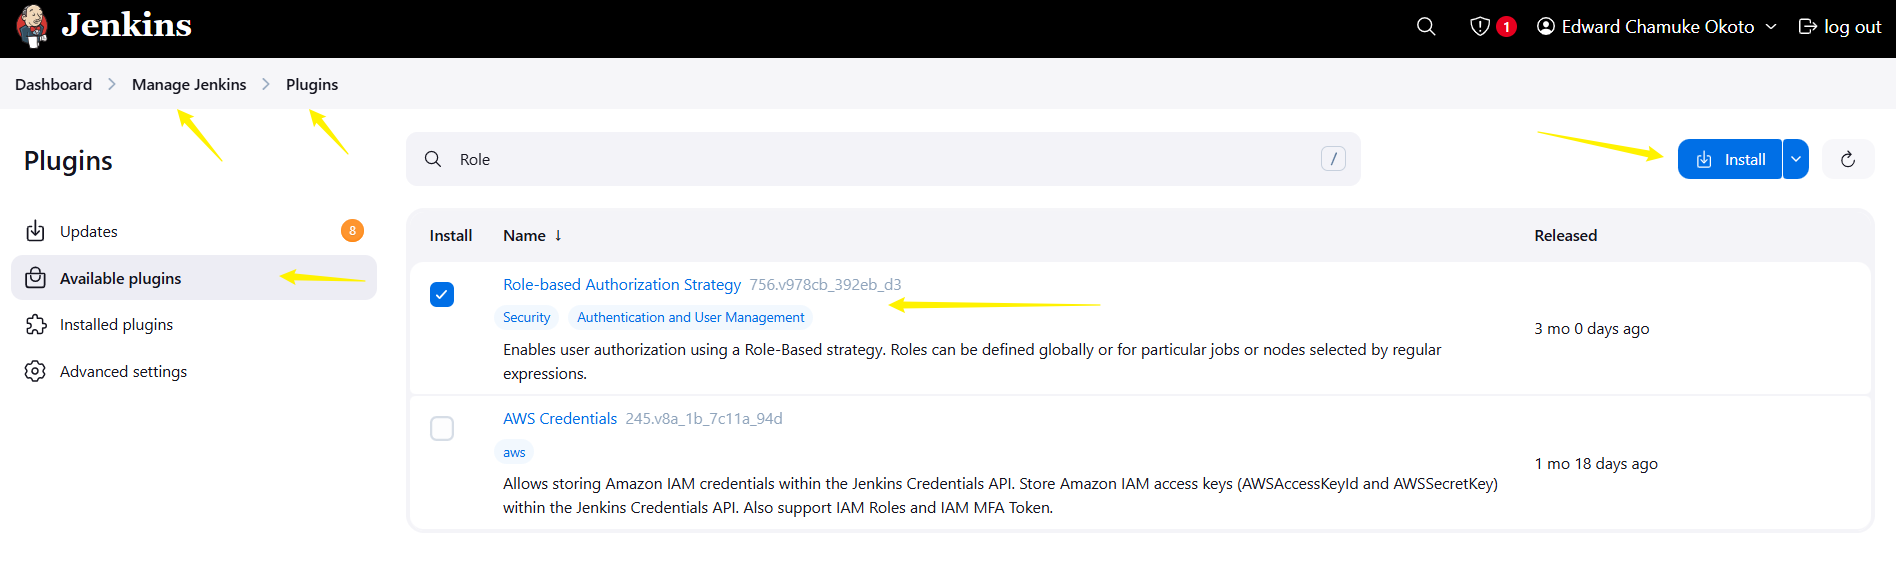 Jenkins
1
Edward Chamuke Okoto
log out
Dashboard
Manage Jenkins
Plugins
Plugins
Role
/
Install
Updates
8
Available plugins
Installed plugins
Advanced settings
Install
Name ↓
Released
Role-based Authorization Strategy 756.v978cb_392eb_d3
Security
Authentication and User Management
Enables user authorization using a Role-Based strategy. Roles can be defined globally or for particular jobs or nodes selected by regular
expressions.
3 mo 0 days ago
AWS Credentials 245.v8a_1b_7c11a_94d
aws
Allows storing Amazon IAM credentials within the Jenkins Credentials API. Store Amazon IAM access keys (AWSAccessKeyId and AWSSecretKey)
within the Jenkins Credentials API. Also support IAM Roles and IAM MFA Token.
1 mo 18 days ago